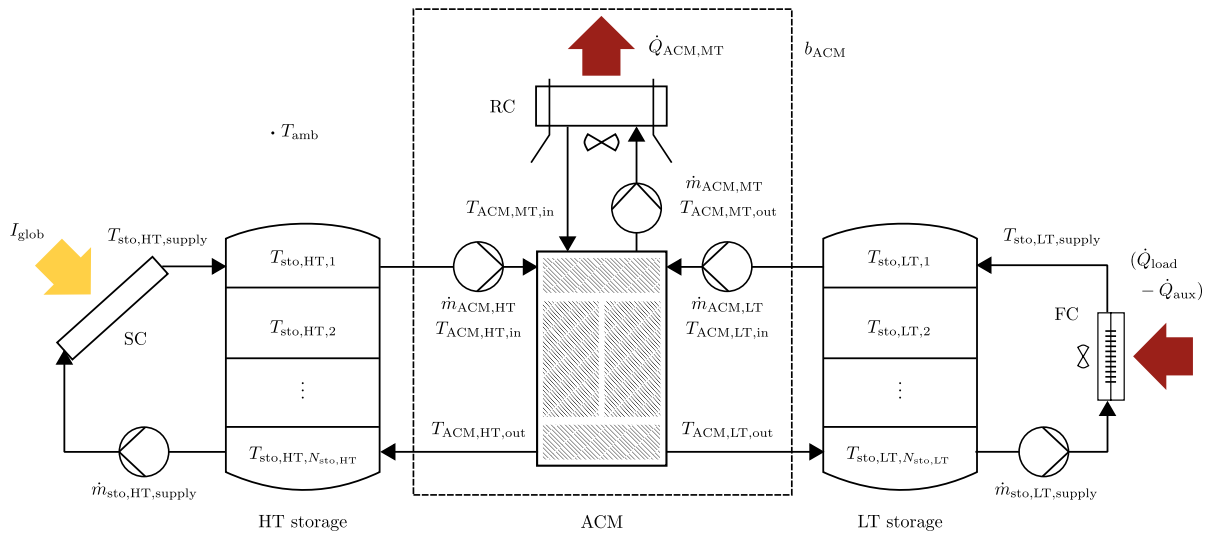 Q̇_ACM,MT
b_ACM
RC
T_amb
ṁ_ACM,MT
T_ACM,MT,in
T_ACM,MT,out
I_glob
T_sto,HT,supply
T_sto,LT,supply
T_sto,HT,1
T_sto,LT,1
(Q̇_load
− Q̇_aux)
ṁ_ACM,HT
T_ACM,HT,in
ṁ_ACM,LT
T_ACM,LT,in
SC
T_sto,HT,2
T_sto,LT,2
FC
⋮
⋮
T_ACM,HT,out
T_ACM,LT,out
T_sto,HT,N_sto,HT
T_sto,LT,N_sto,LT
ṁ_sto,HT,supply
ṁ_sto,LT,supply
HT storage
ACM
LT storage